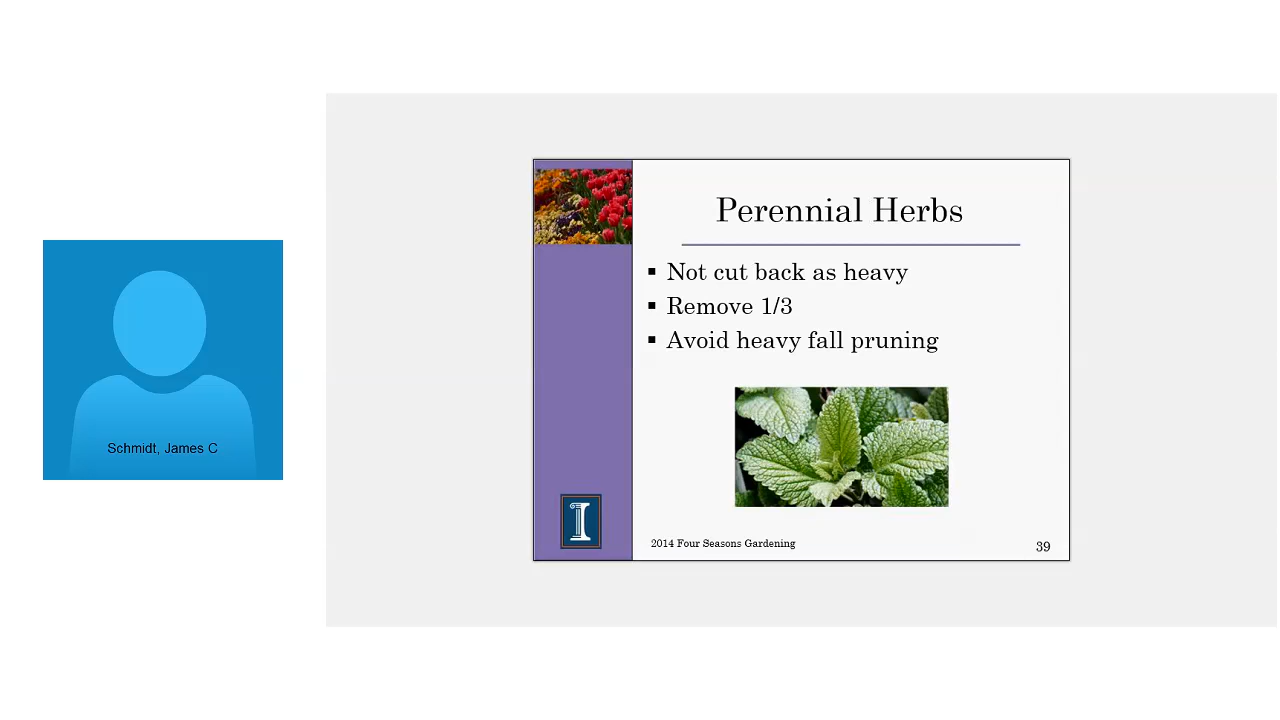 Schmidt, James C
Perennial Herbs
Not cut back as heavy
Remove 1/3
Avoid heavy fall pruning
I
2014 Four Seasons Gardening
39